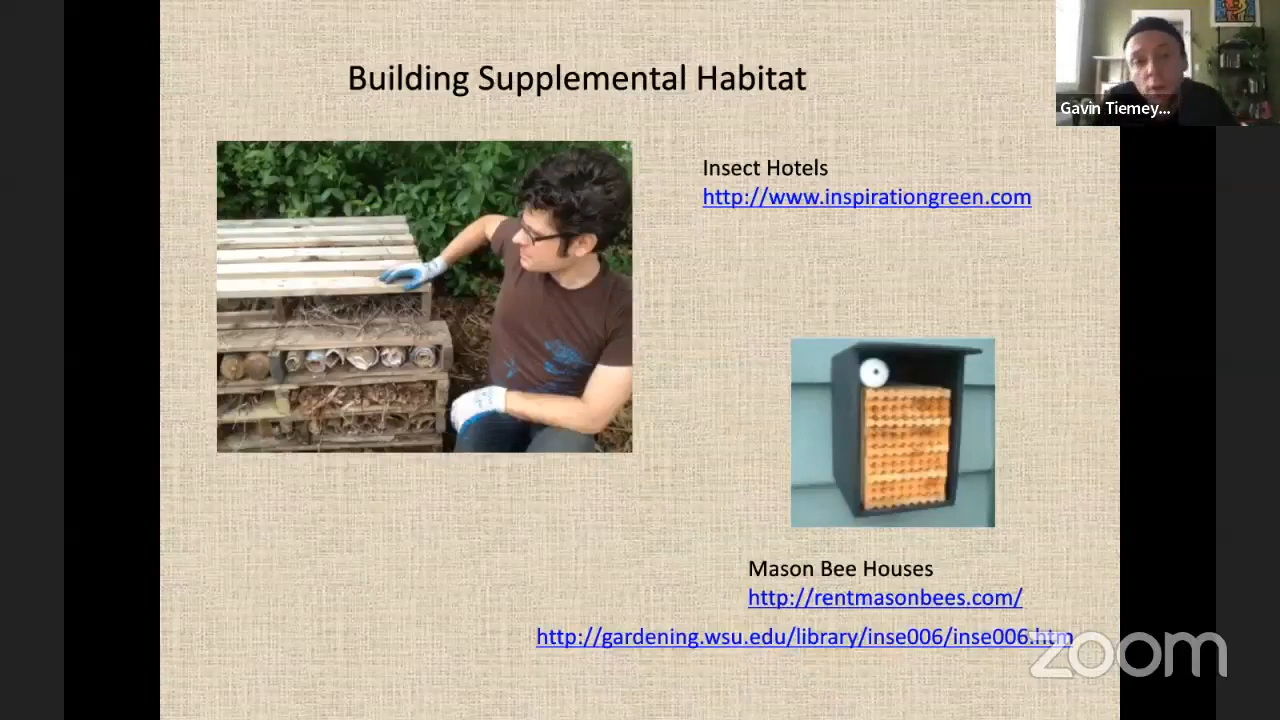 Building Supplemental Habitat
Gavin Tiemey...
Insect Hotels
http://www.inspirationgreen.com
Mason Bee Houses
http://rentmasonbees.com/
http://gardening.wsu.edu/library/inse006/inse006.htm
zoom